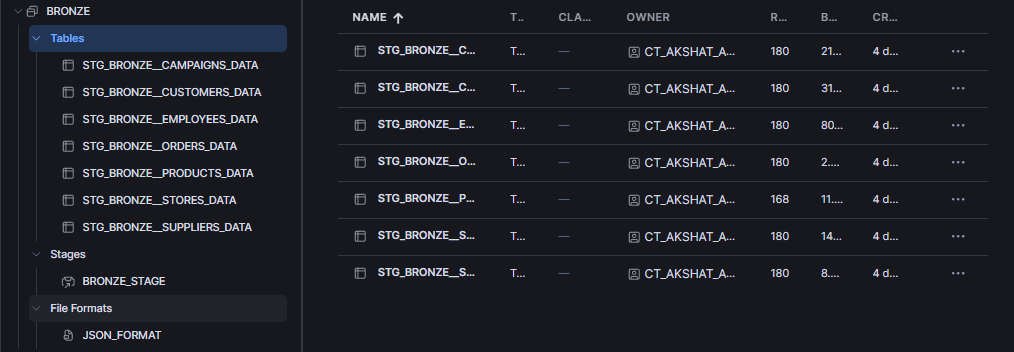 BRONZE
Tables
STG_BRONZE__CAMPAIGNS_DATA
STG_BRONZE__CUSTOMERS_DATA
STG_BRONZE__EMPLOYEES_DATA
STG_BRONZE__ORDERS_DATA
STG_BRONZE__PRODUCTS_DATA
STG_BRONZE__STORES_DATA
STG_BRONZE__SUPPLIERS_DATA
Stages
BRONZE_STAGE
File Formats
JSON_FORMAT
NAME T... CLA... OWNER R... B... CR...
STG_BRONZE__C... T... — CT_AKSHAT_A... 180 21... 4 d...
STG_BRONZE__C... T... — CT_AKSHAT_A... 180 31... 4 d...
STG_BRONZE__E... T... — CT_AKSHAT_A... 180 80... 4 d...
STG_BRONZE__O... T... — CT_AKSHAT_A... 180 2.... 4 d...
STG_BRONZE__P... T... — CT_AKSHAT_A... 168 11.... 4 d...
STG_BRONZE__S... T... — CT_AKSHAT_A... 180 14... 4 d...
STG_BRONZE__S... T... — CT_AKSHAT_A... 180 8.... 4 d...